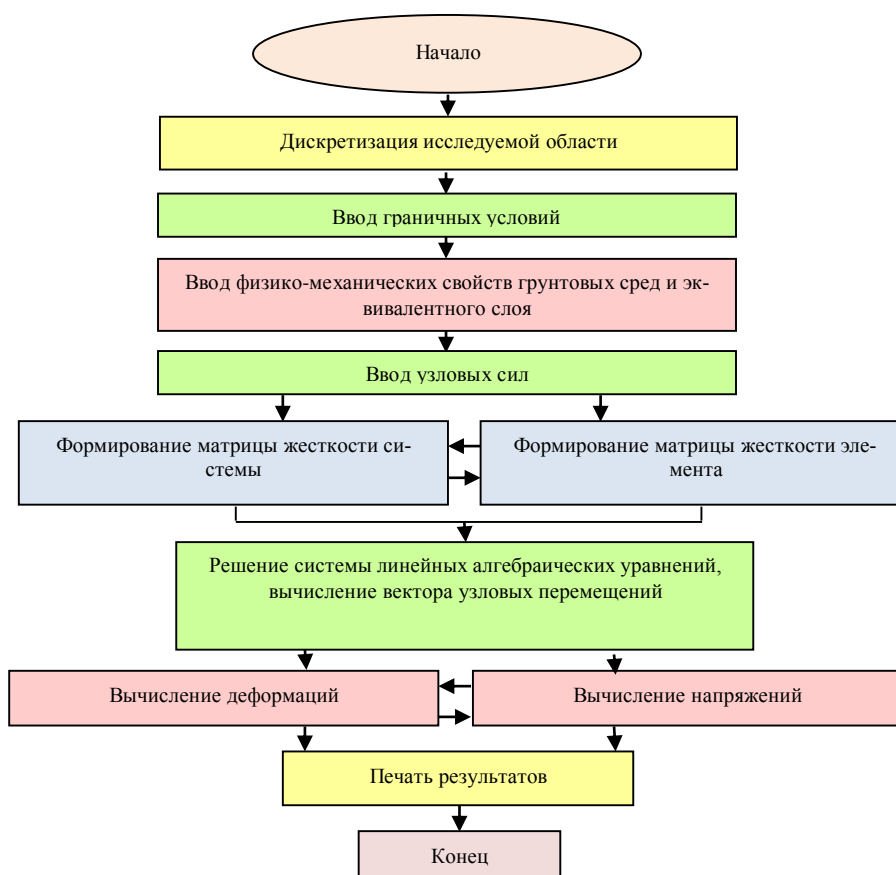 Начало
Дискретизация исследуемой области
Ввод граничных условий
Ввод физико-механических свойств грунтовых сред и эк-
вивалентного слоя
Ввод узловых сил
Формирование матрицы жесткости си-
стемы
Формирование матрицы жесткости эле-
мента
Решение системы линейных алгебраических уравнений,
вычисление вектора узловых перемещений
Вычисление деформаций
Вычисление напряжений
Печать результатов
Конец